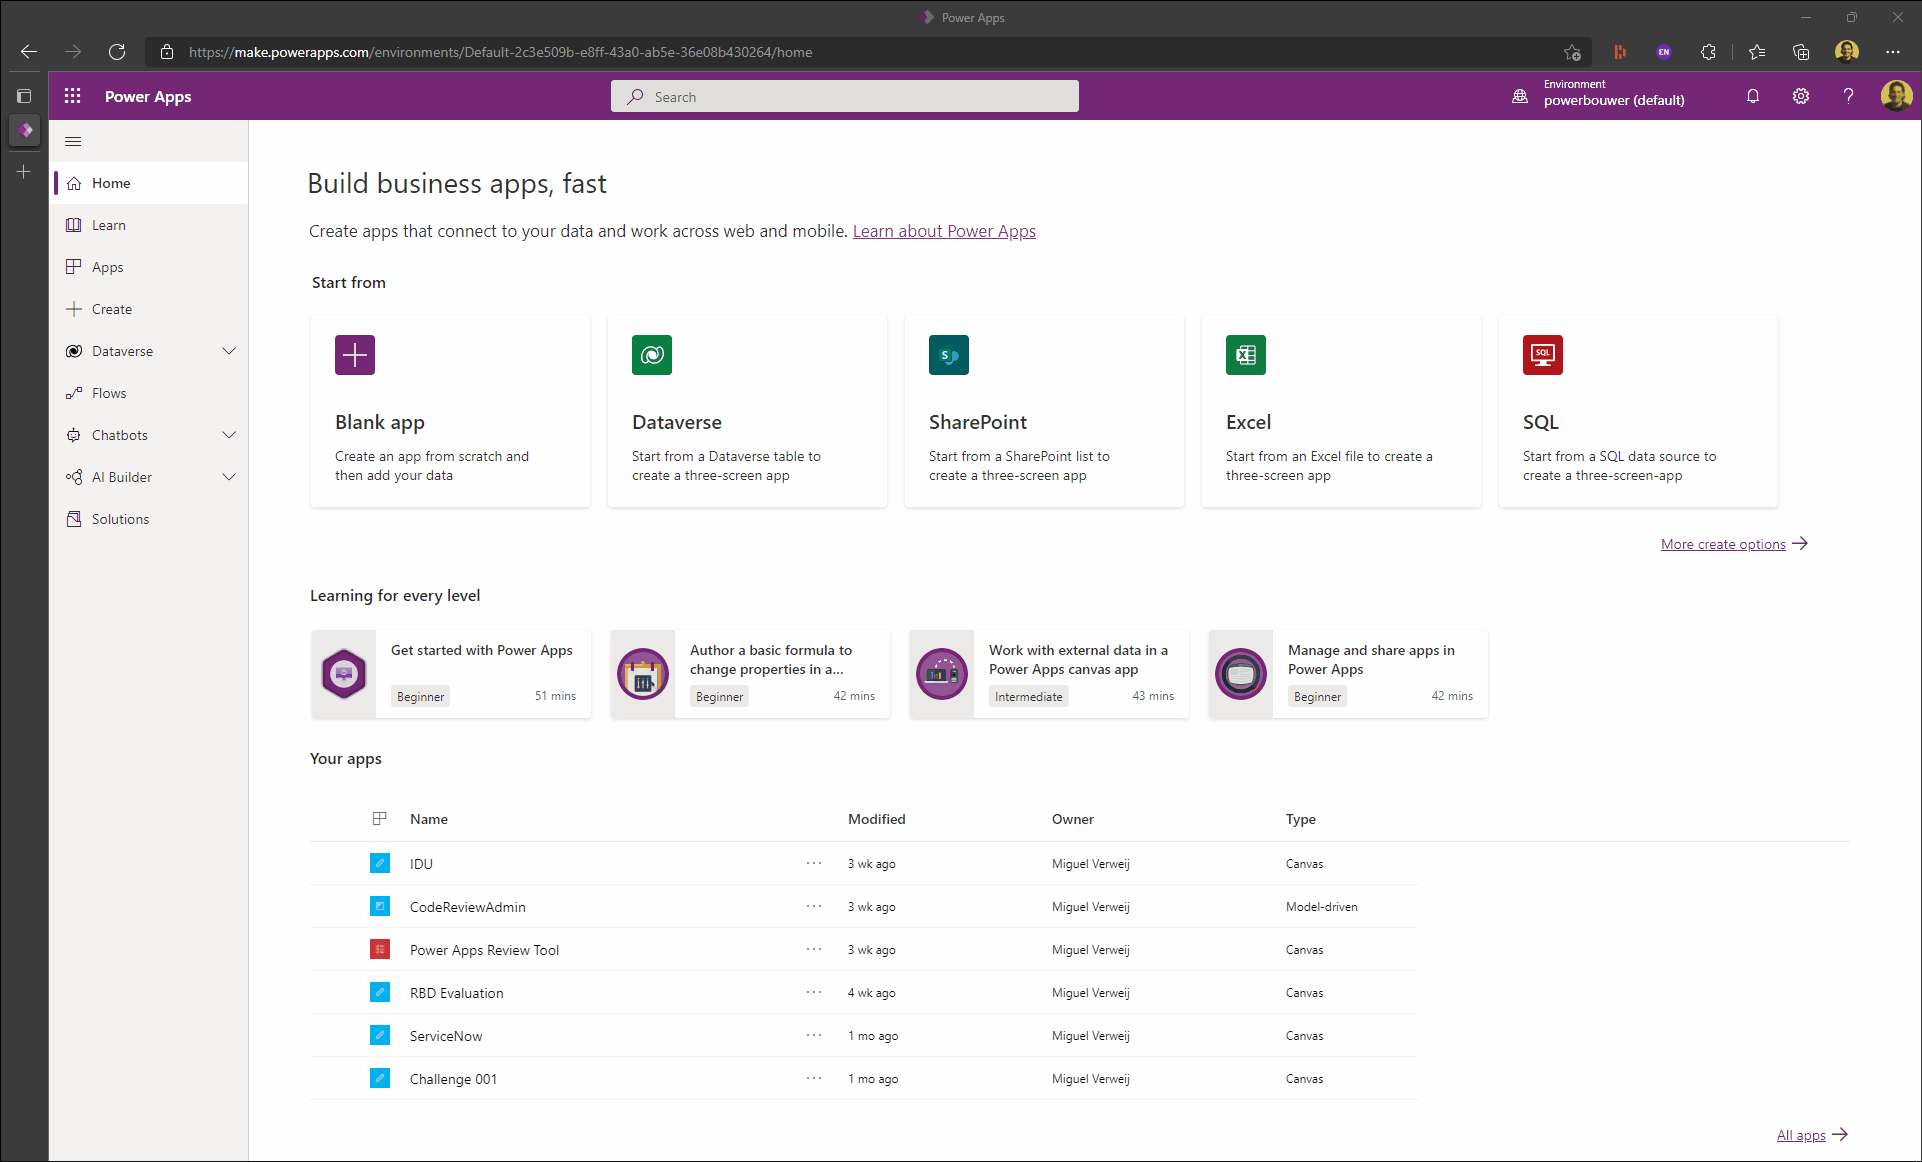 Power Apps
https://make.powerapps.com/environments/Default-2c3e509b-e8ff-43a0-ab5e-36e08b430264/home
EN
Power Apps
Search
Environment
powerbouwer (default)
Home
Learn
Apps
Create
Dataverse
Flows
Chatbots
AI Builder
Solutions
Build business apps, fast
Create apps that connect to your data and work across web and mobile. Learn about Power Apps
Start from
S
SQL
Blank app
Create an app from scratch and
then add your data
Dataverse
Start from a Dataverse table to
create a three-screen app
SharePoint
Start from a SharePoint list to
create a three-screen app
Excel
Start from an Excel file to create a
three-screen app
SQL
Start from a SQL data source to
create a three-screen-app
More create options
Learning for every level
Get started with Power Apps
Beginner 51 mins
Author a basic formula to
change properties in a...
Beginner 42 mins
Work with external data in a
Power Apps canvas app
Intermediate 43 mins
Manage and share apps in
Power Apps
Beginner 42 mins
Your apps
Name Modified Owner Type
IDU ... 3 wk ago Miguel Verweij Canvas
CodeReviewAdmin ... 3 wk ago Miguel Verweij Model-driven
Power Apps Review Tool ... 3 wk ago Miguel Verweij Canvas
RBD Evaluation ... 4 wk ago Miguel Verweij Canvas
ServiceNow ... 1 mo ago Miguel Verweij Canvas
Challenge 001 ... 1 mo ago Miguel Verweij Canvas
All apps